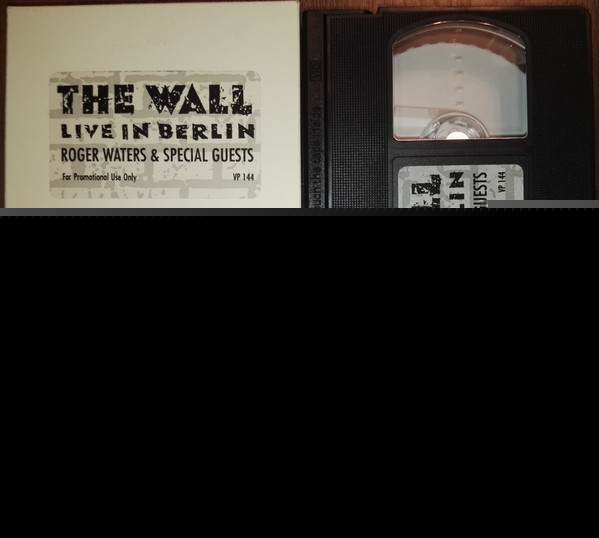 THE WALL
LIVE IN BERLIN
ROGER WATERS & SPECIAL GUESTS
For Promotional Use Only VP 144
GUESTS
VP 144